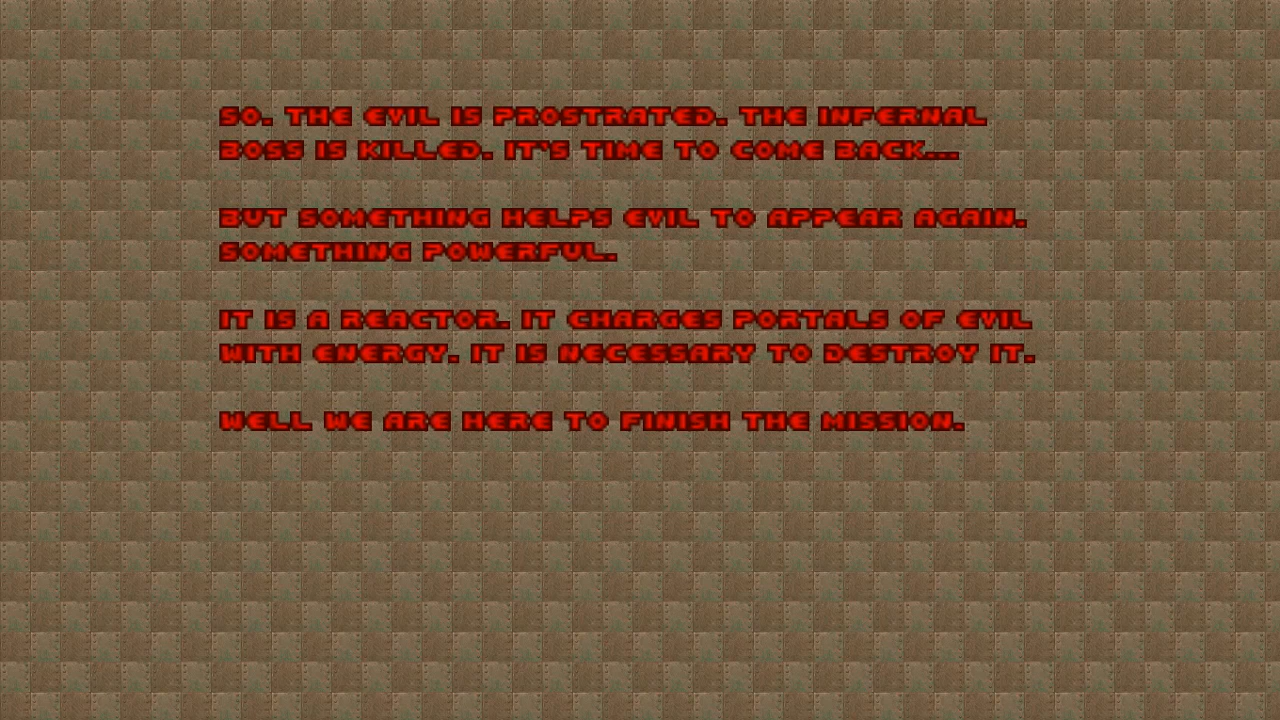 SO. THE EVIL IS PROSTRATED. THE INFERNAL
BOSS IS KILLED. IT'S TIME TO COME BACK...
BUT SOMETHING HELPS EVIL TO APPEAR AGAIN.
SOMETHING POWERFUL.
IT IS A REACTOR. IT CHARGES PORTALS OF EVIL
WITH ENERGY. IT IS NECESSARY TO DESTROY IT.
WELL WE ARE HERE TO FINISH THE MISSION.